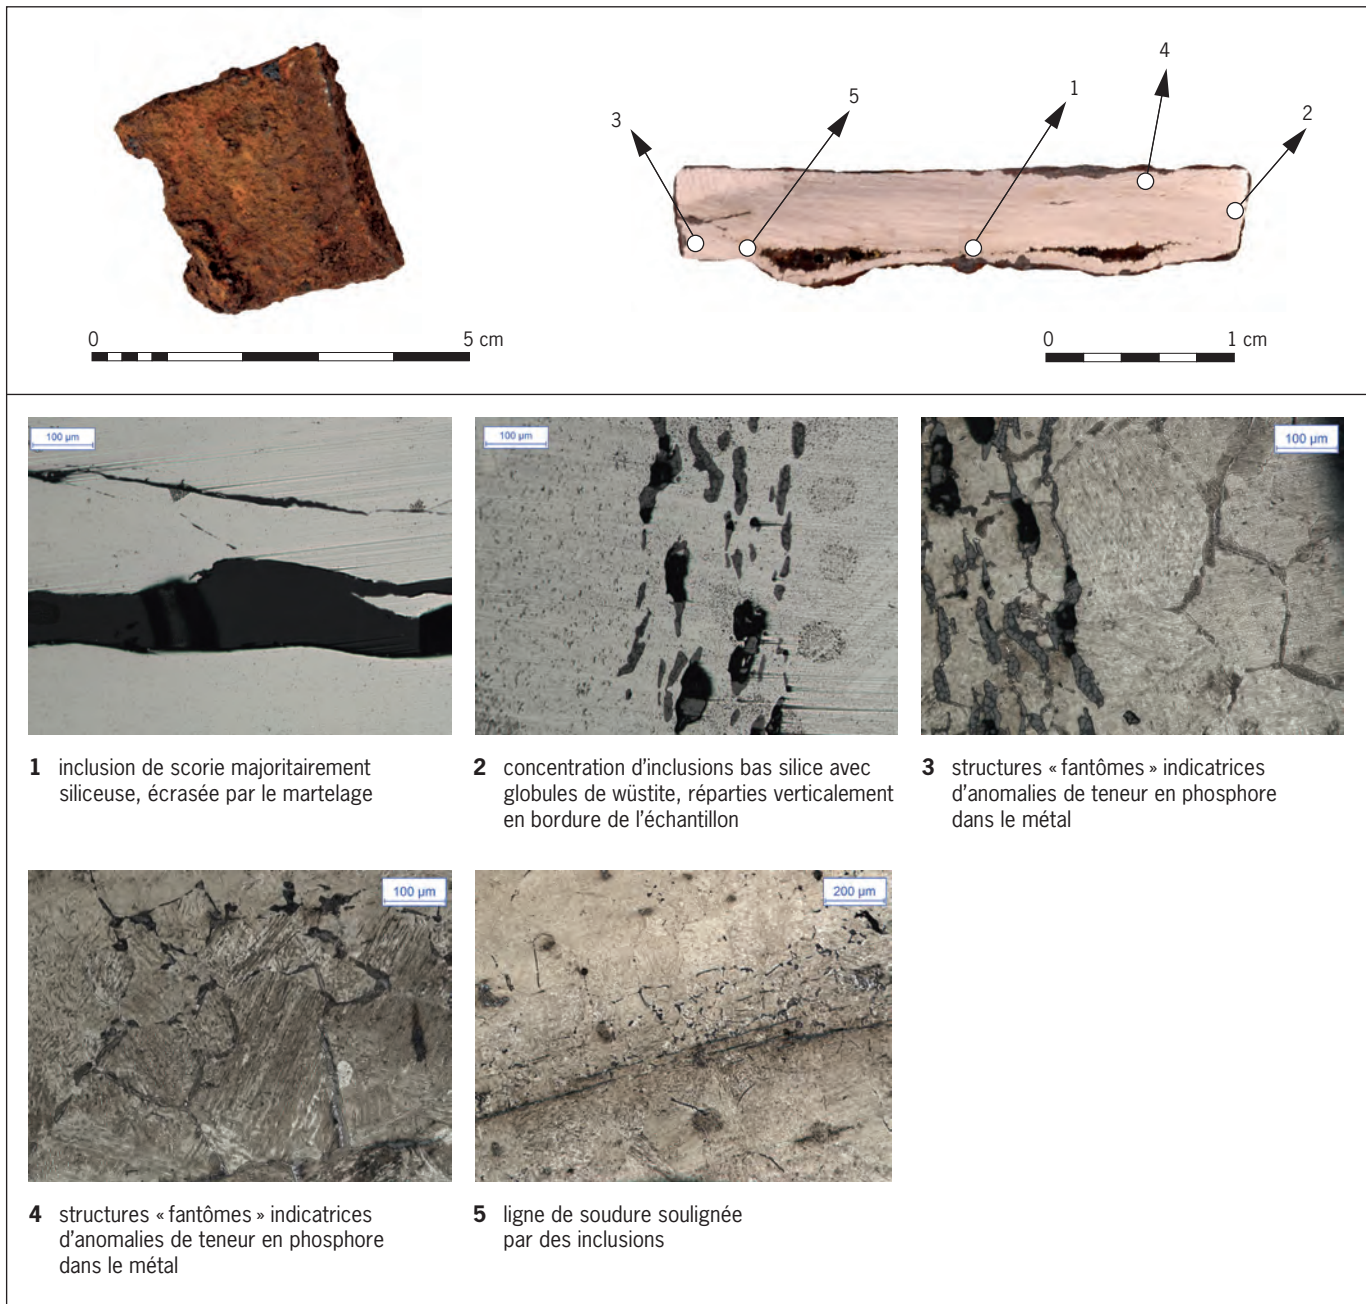 4
1
5
2
3
0
5 cm
0
1 cm
100 µm
100 µm
100 µm
1 inclusion de scorie majoritairement
siliceuse, écrasée par le martelage
2 concentration d'inclusions bas silice avec
globules de wüstite, réparties verticalement
en bordure de l'échantillon
3 structures « fantômes » indicatrices
d'anomalies de teneur en phosphore
dans le métal
100 µm
200 µm
4 structures « fantômes » indicatrices
d'anomalies de teneur en phosphore
dans le métal
5 ligne de soudure soulignée
par des inclusions